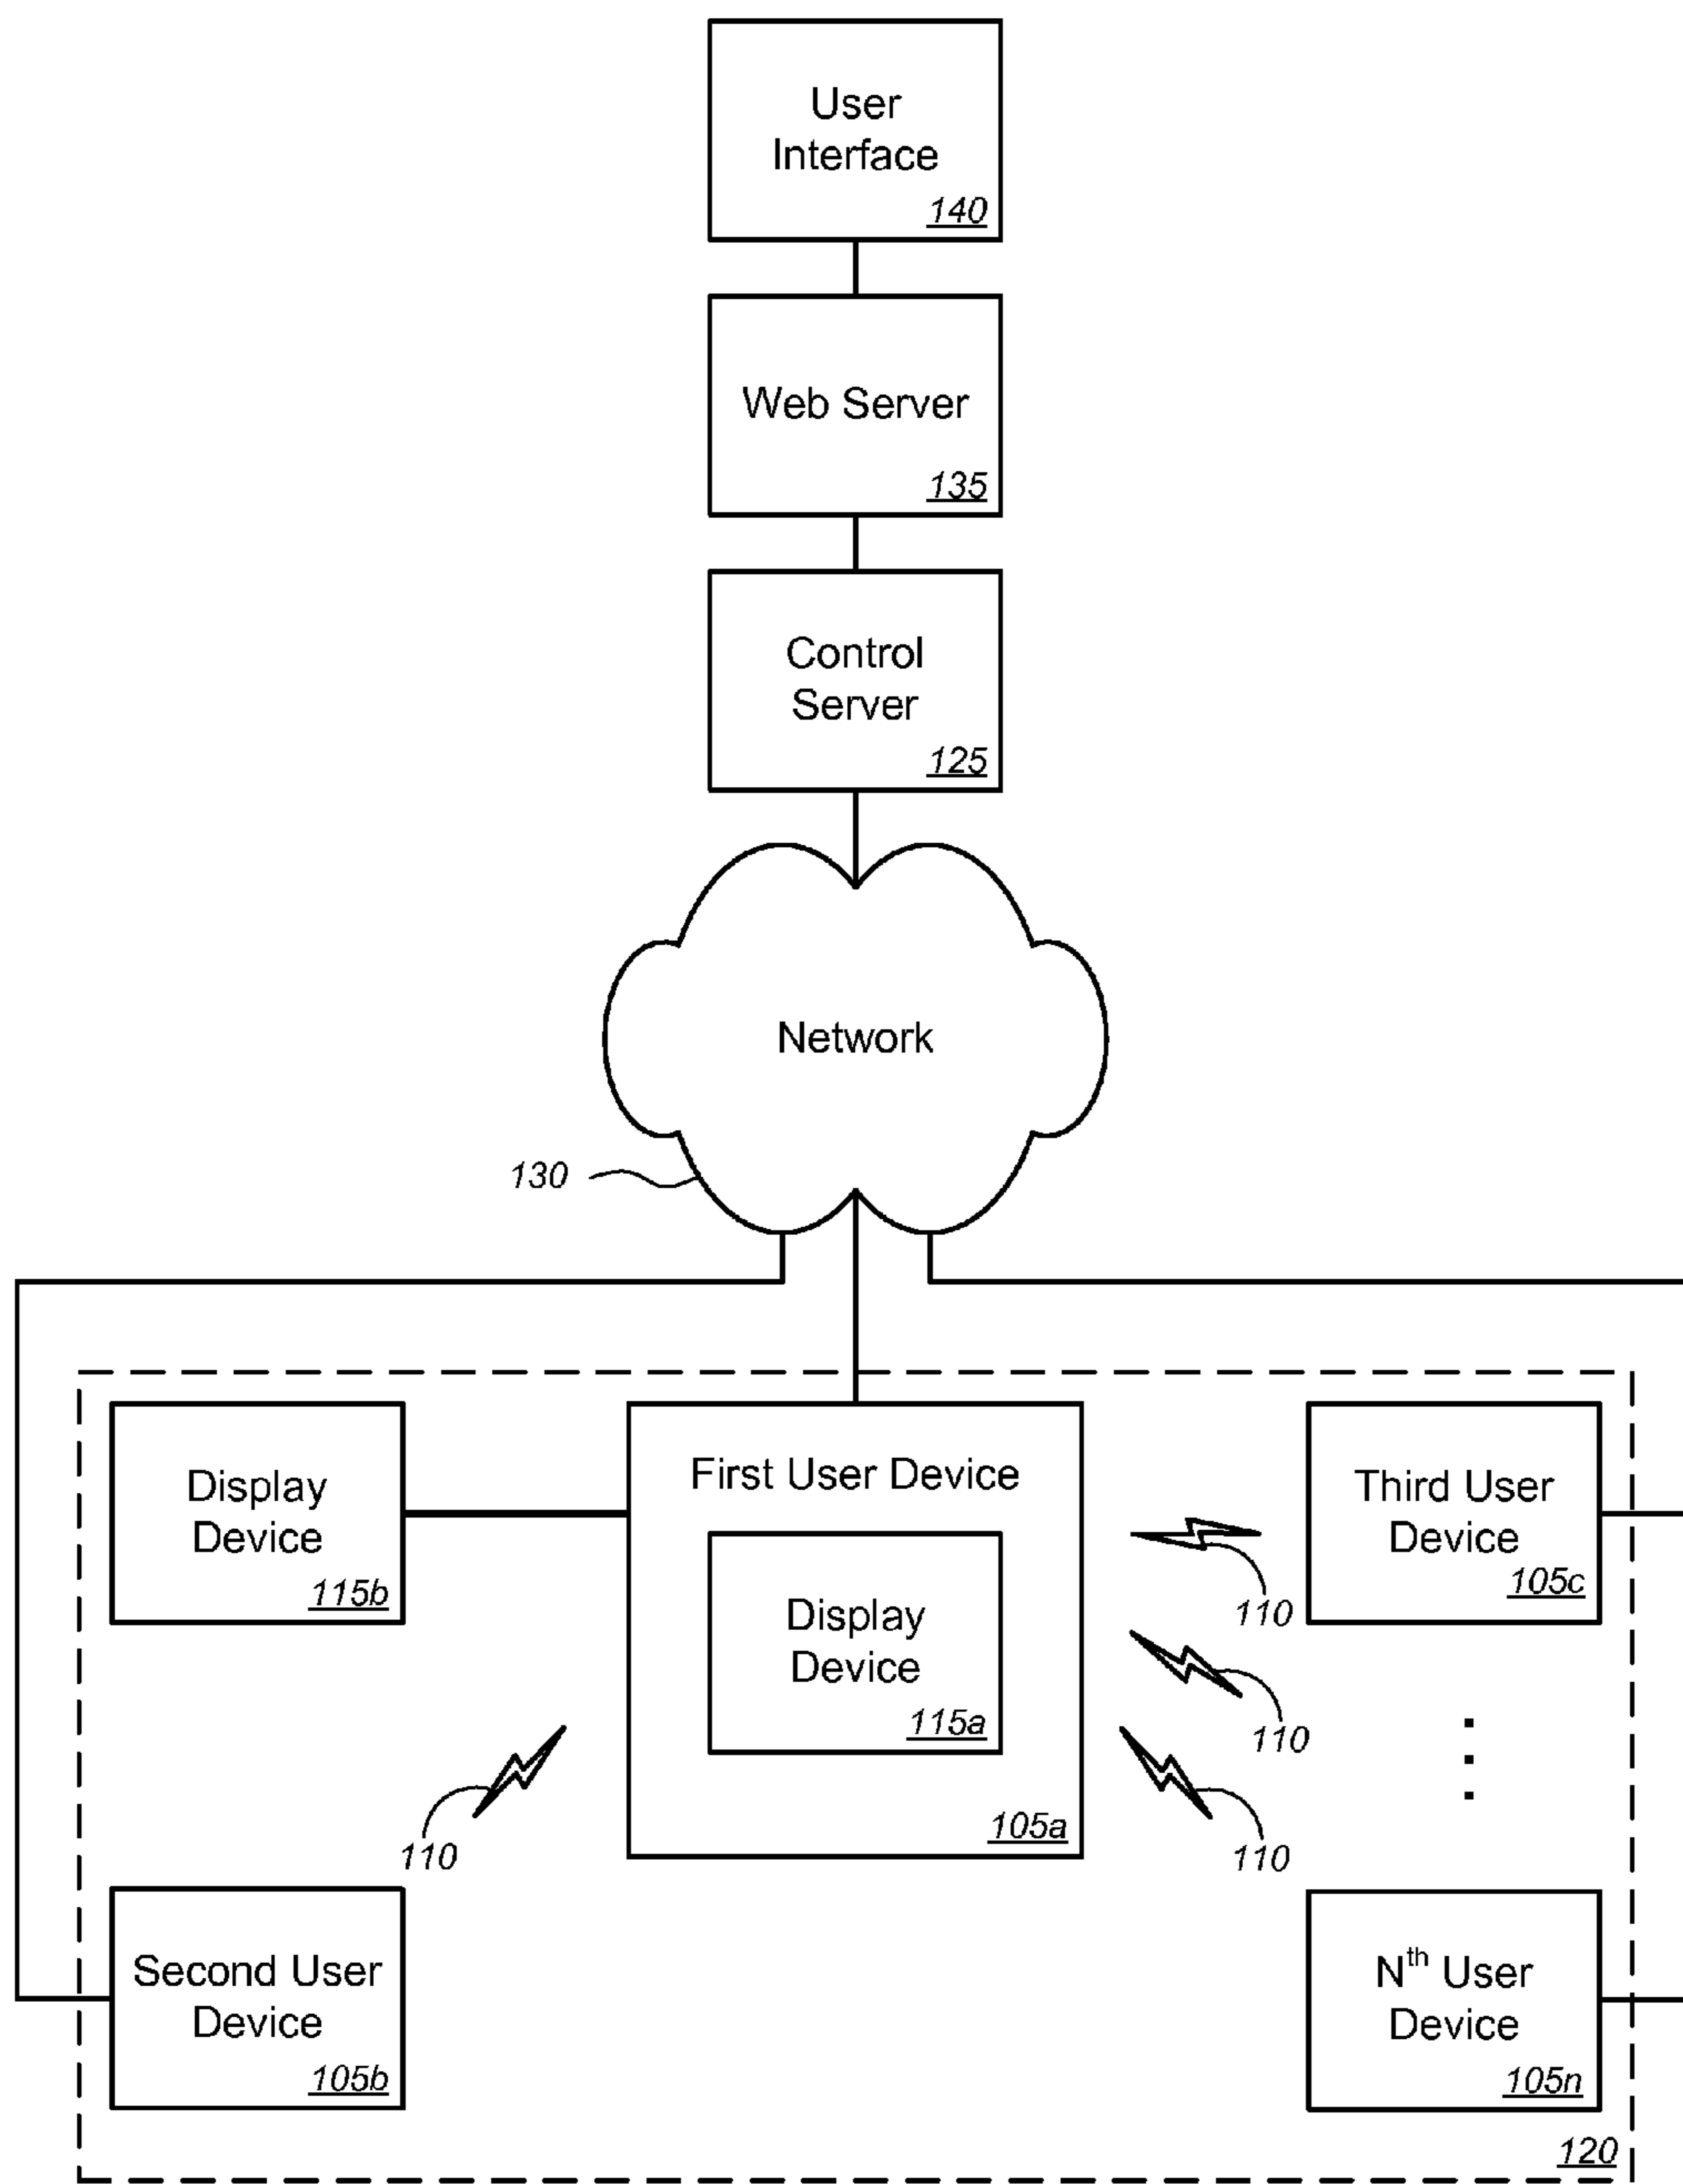 User
Interface
140
Web Server
135
Control
Server
125
Network
130
Display
Device
115b
First User Device
Display
Device
115a
105a
Third User
Device
105c
110
110
110
110
Second User
Device
105b
Nth User
Device
105n
120